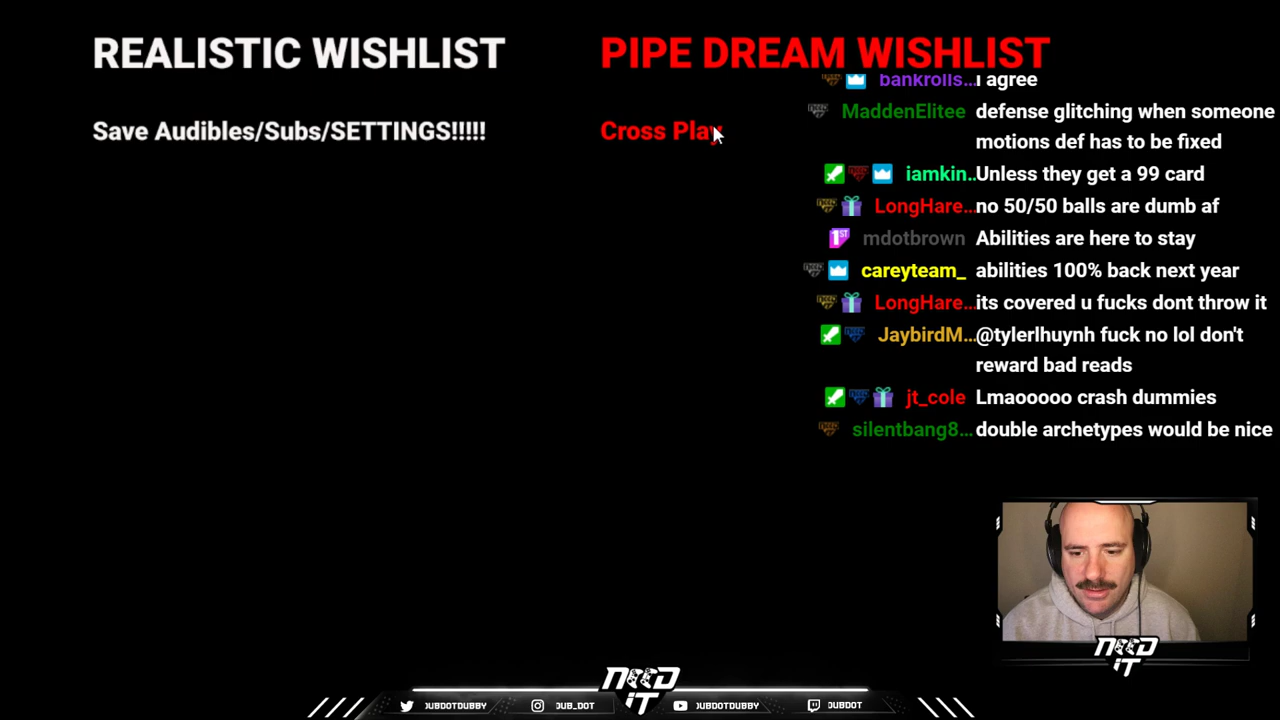 REALISTIC WISHLIST
PIPE DREAM WISHLIST
Save Audibles/Subs/SETTINGS!!!!!
Cross Play
bankrolls… i agree
MaddenElitee defense glitching when someone
motions def has to be fixed
iamkin… Unless they get a 99 card
LongHare… no 50/50 balls are dumb af
1ST mdotbrown Abilities are here to stay
careyteam_ abilities 100% back next year
LongHare… its covered u fucks dont throw it
JaybirdM… @tylerlhuynh fuck no lol don't
reward bad reads
jt_cole Lmaooooo crash dummies
silentbang8… double archetypes would be nice
NEED
IT
NEED
IT
JUBDOTDUBBY
JUB_DOT
JUBDOTDUBBY
JUBDOT